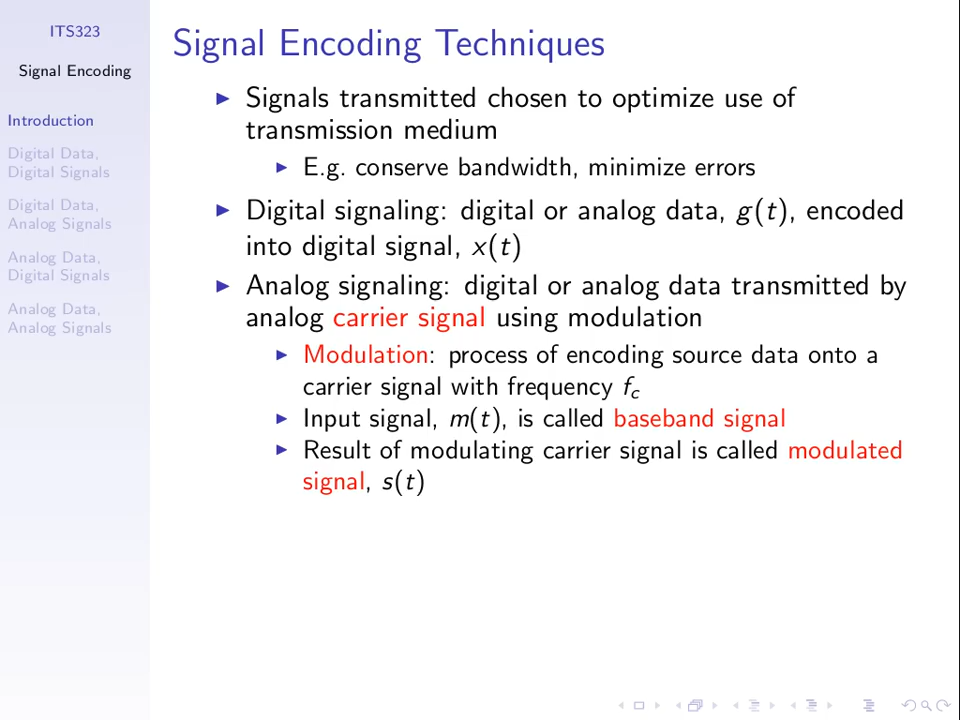 ITS323
Signal Encoding
Introduction
Digital Data,
Digital Signals
Digital Data,
Analog Signals
Analog Data,
Digital Signals
Analog Data,
Analog Signals
Signal Encoding Techniques
Signals transmitted chosen to optimize use of
transmission medium
E.g. conserve bandwidth, minimize errors
Digital signaling: digital or analog data, g(t), encoded
into digital signal, x(t)
Analog signaling: digital or analog data transmitted by
analog carrier signal using modulation
Modulation: process of encoding source data onto a
carrier signal with frequency f_c
Input signal, m(t), is called baseband signal
Result of modulating carrier signal is called modulated
signal, s(t)